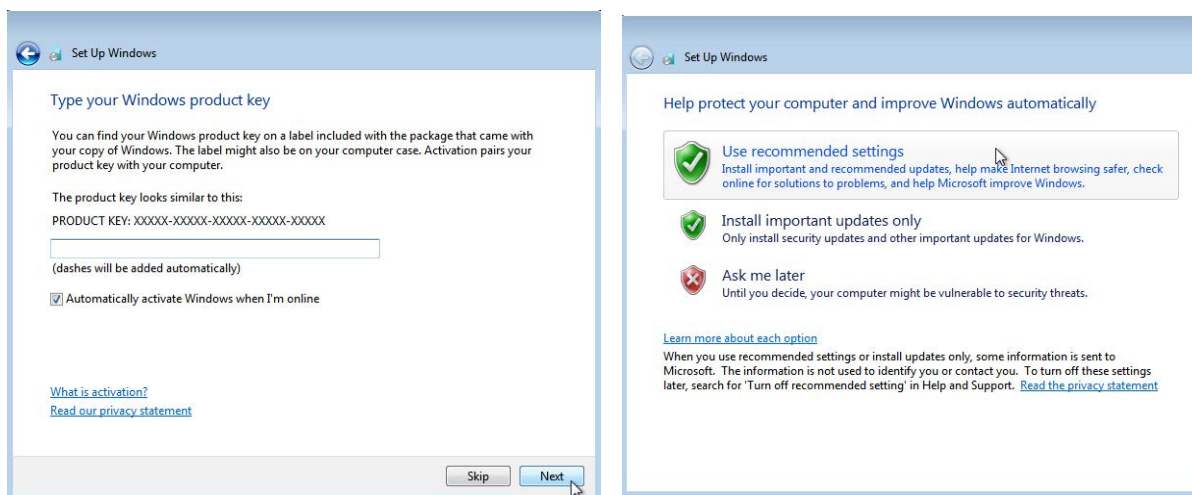 Set Up Windows
Type your Windows product key
You can find your Windows product key on a label included with the package that came with
your copy of Windows. The label might also be on your computer case. Activation pairs your
product key with your computer.
The product key looks similar to this:
PRODUCT KEY: XXXXX-XXXXX-XXXXX-XXXXX-XXXXX
(dashes will be added automatically)
Automatically activate Windows when I'm online
What is activation?
Read our privacy statement
Skip
Next
Set Up Windows
Help protect your computer and improve Windows automatically
Use recommended settings
Install important and recommended updates, help make Internet browsing safer, check
online for solutions to problems, and help Microsoft improve Windows.
Install important updates only
Only install security updates and other important updates for Windows.
Ask me later
Until you decide, your computer might be vulnerable to security threats.
Learn more about each option
When you use recommended settings or install updates only, some information is sent to
Microsoft. The information is not used to identify you or contact you. To turn off these settings
later, search for 'Turn off recommended setting' in Help and Support. Read the privacy statement